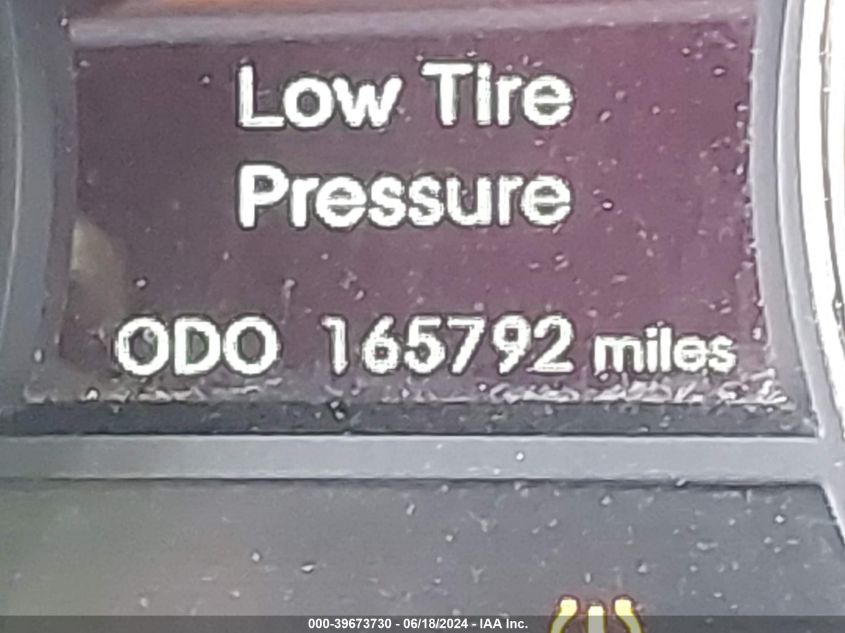 Low Tire
Pressure
ODO 165792 miles
000-39673730 - 06/18/2024 - IAA Inc.